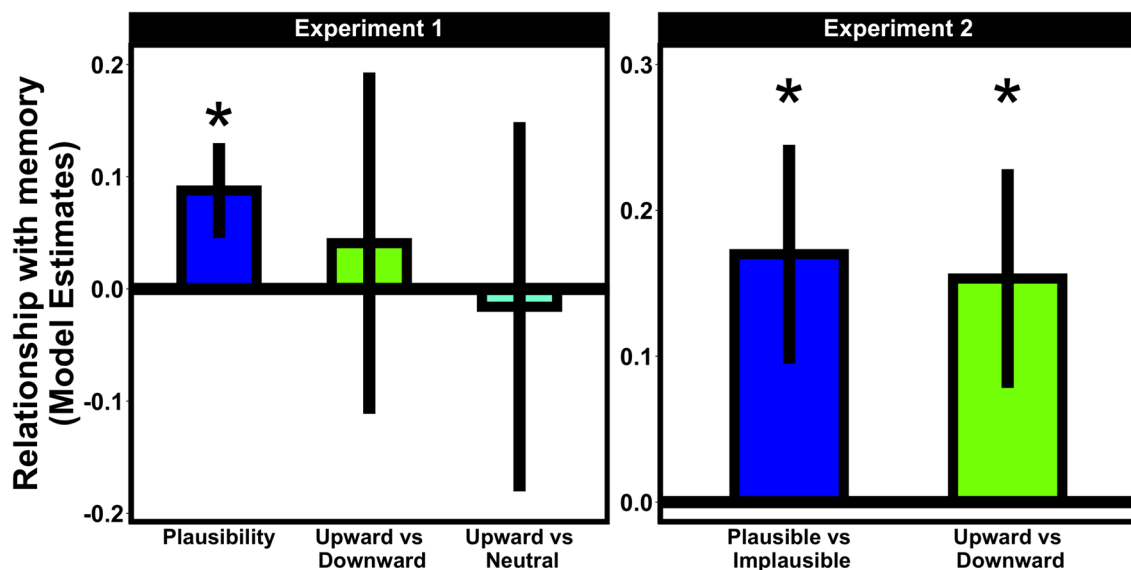 Experiment 1
Experiment 2
Relationship with memory
(Model Estimates)
0.2
0.1
0.0
-0.1
-0.2
*
Plausibility
Upward vs
Downward
Upward vs
Neutral
0.3
0.2
0.1
0.0
*
*
Plausible vs
Implausible
Upward vs
Downward